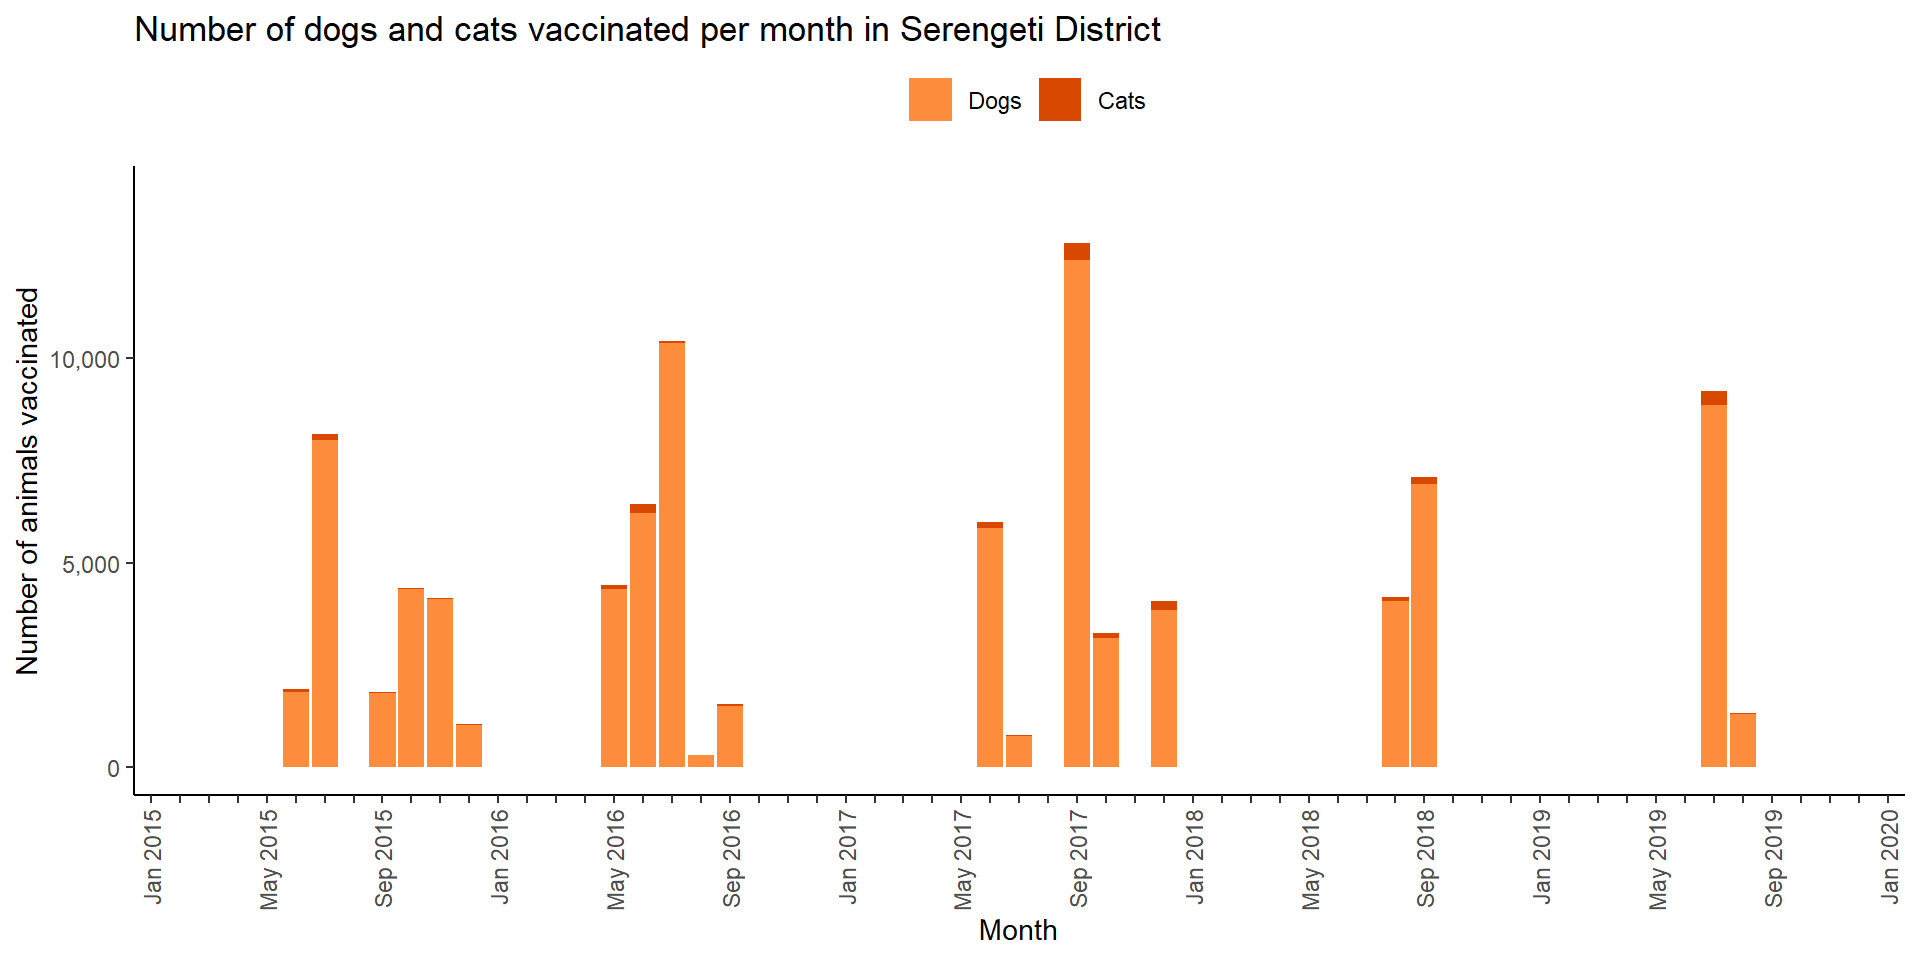 Number of dogs and cats vaccinated per month in Serengeti District
Dogs
Cats
Number of animals vaccinated
10,000
5,000
0
Jan 2015
May 2015
Sep 2015
Jan 2016
May 2016
Sep 2016
Jan 2017
May 2017
Sep 2017
Jan 2018
May 2018
Sep 2018
Jan 2019
May 2019
Sep 2019
Jan 2020
Month